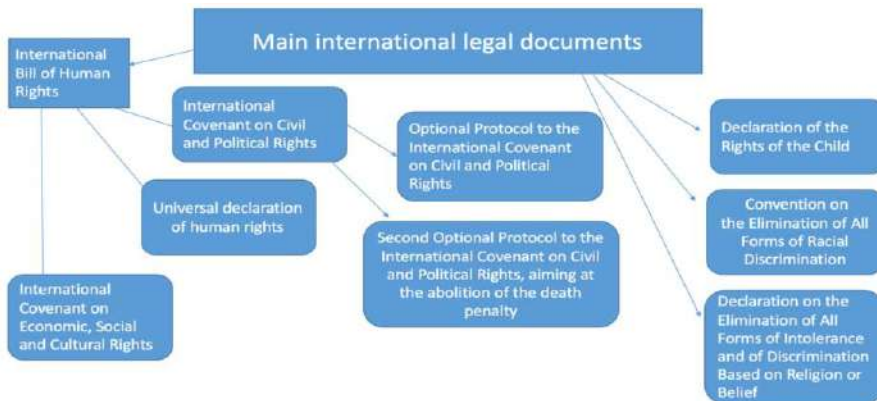 Main international legal documents
International
Bill of Human
Rights
International
Covenant on Civil
and Political Rights
Optional Protocol to the
International Covenant
on Civil and Political
Rights
Declaration of the
Rights of the Child
Universal declaration
of human rights
Convention on
the Elimination of All
Forms of Racial
Discrimination
Second Optional Protocol to the
International Covenant on Civil
and Political Rights, aiming at
the abolition of the death
penalty
International
Covenant on
Economic, Social
and Cultural Rights
Declaration on the
Elimination of All
Forms of Intolerance
and of Discrimination
Based on Religion or
Belief